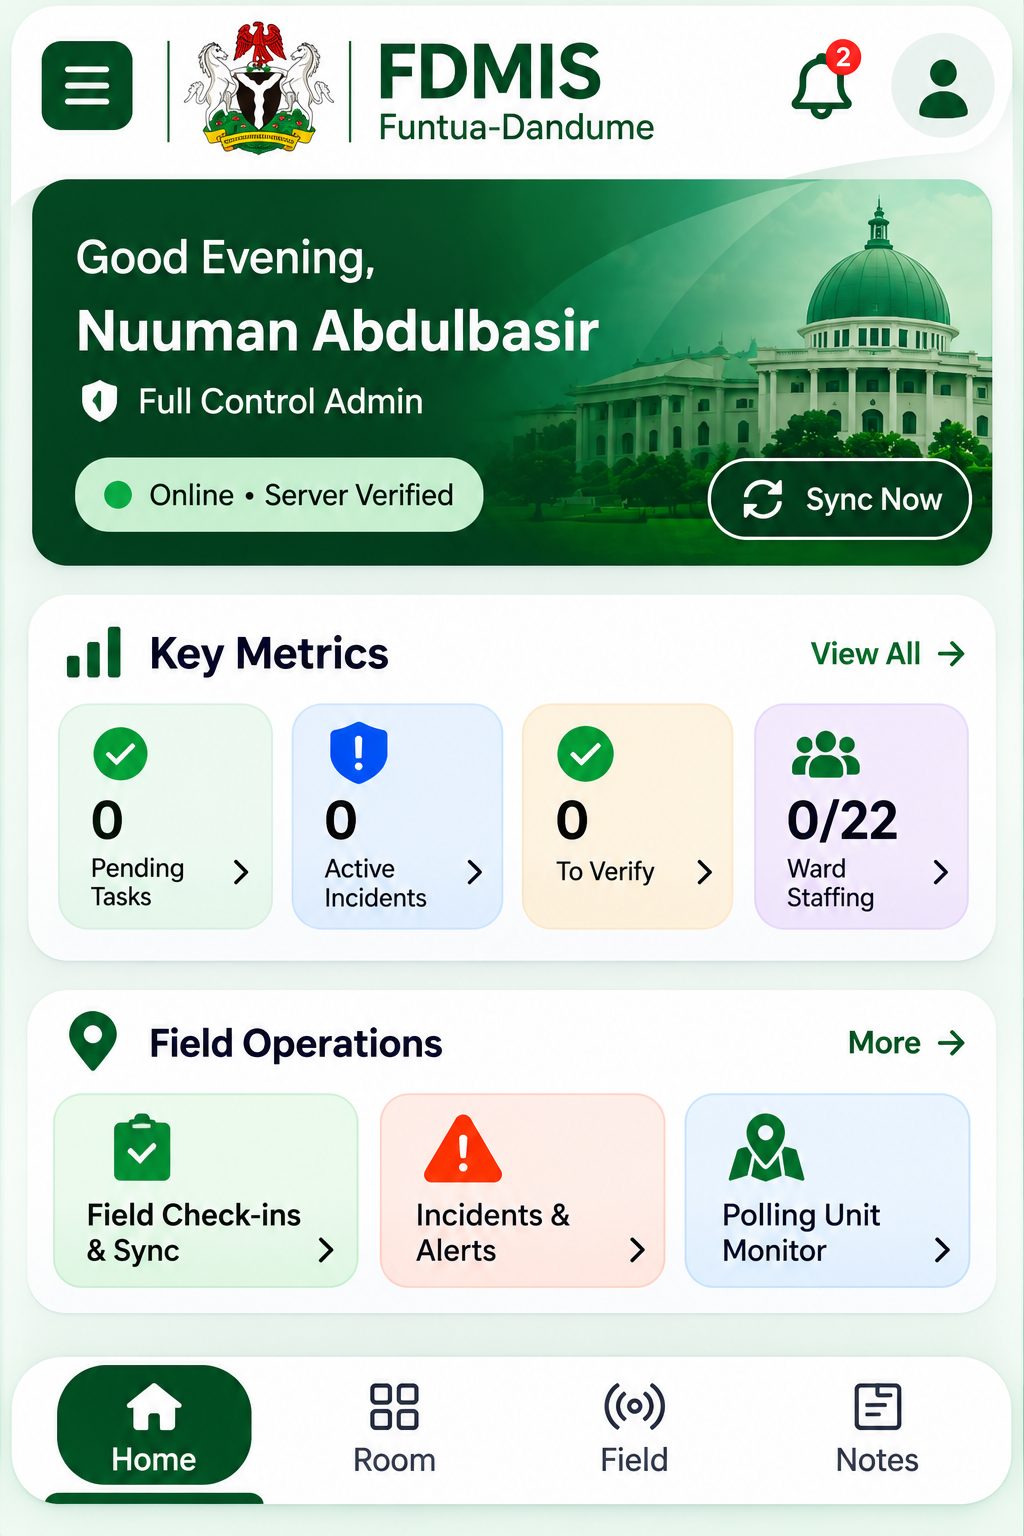 FDMIS
Funtua-Dandume
2
Good Evening,
Nuuman Abdulbasir
Full Control Admin
Online • Server Verified
Sync Now
Key Metrics
View All →
0
Pending
Tasks
0
Active
Incidents
0
To Verify
0/22
Ward
Staffing
Field Operations
More →
Field Check-ins
& Sync
Incidents &
Alerts
Polling Unit
Monitor
Home
Room
Field
Notes